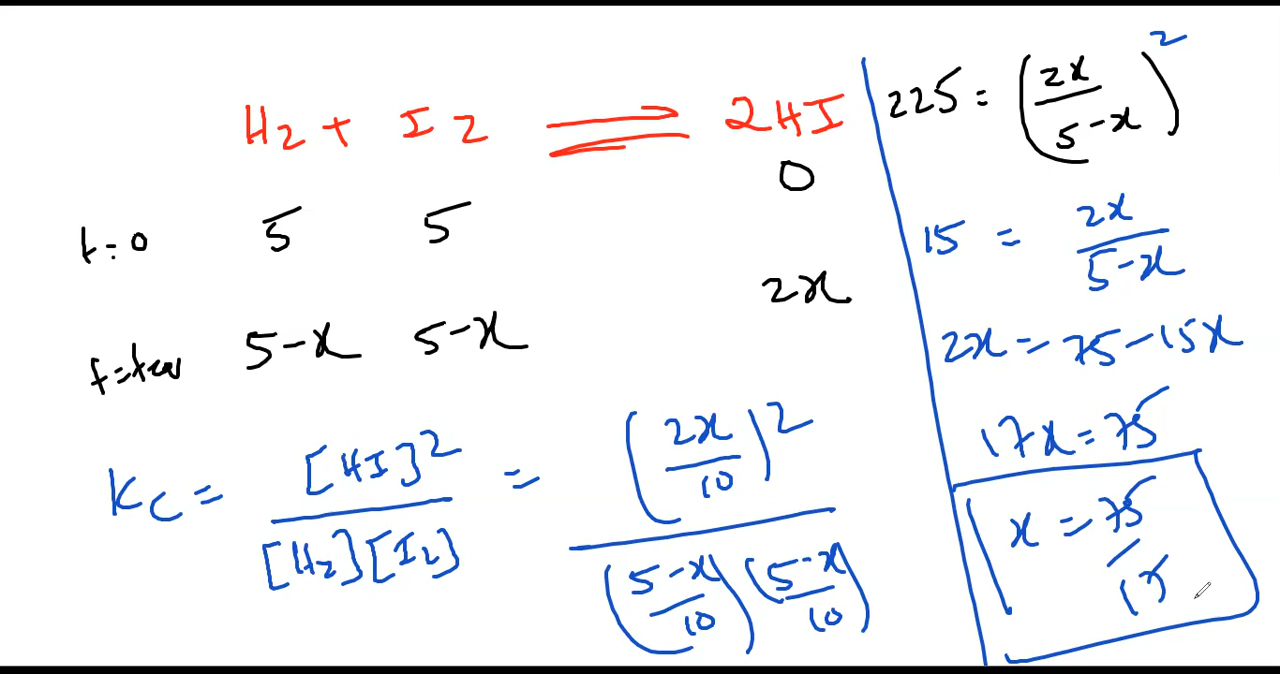 H2 + I2 ⇌ 2HI
0
t=0 5 5
2x
5-x 5-x
Kc = [HI]^2 / [H2][I2] = (2x/10)^2 / (5-x/10)(5-x/10)
225 = (2x/5-x)^2
15 = 2x/5-x
2x = 75-15x
17x = 75
x = 75/17